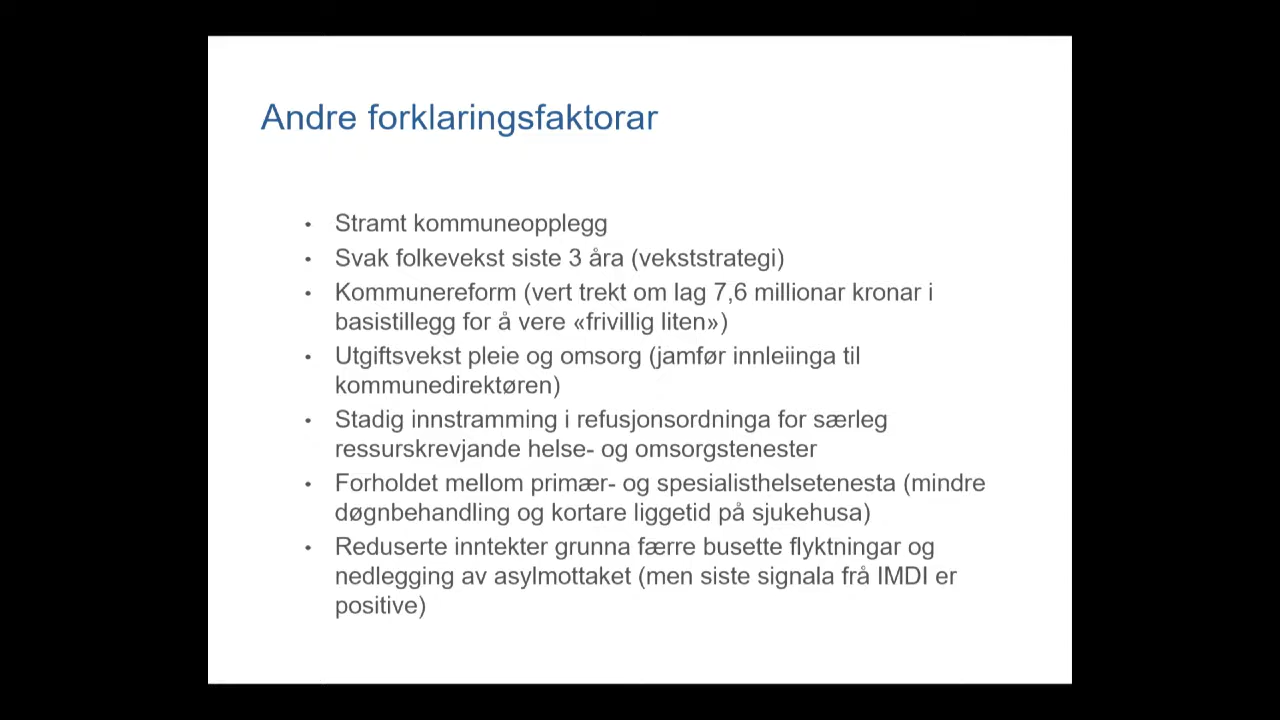 Andre forklaringsfaktorar
• Stramt kommuneopplegg
• Svak folkevekst siste 3 åra (vekststrategi)
• Kommunereform (vert trekt om lag 7,6 millionar kronar i
basistillegg for å vere «frivillig liten»)
• Utgiftsvekst pleie og omsorg (jamfør innleiinga til
kommunedirektøren)
• Stadig innstramming i refusjonsordninga for særleg
ressurskrevjande helse- og omsorgstenester
• Forholdet mellom primær- og spesialisthelsetenesta (mindre
døgnbehandling og kortare liggetid på sjukehusa)
• Reduserte inntekter grunna færre busette flyktningar og
nedlegging av asylmottaket (men siste signala frå IMDI er
positive)